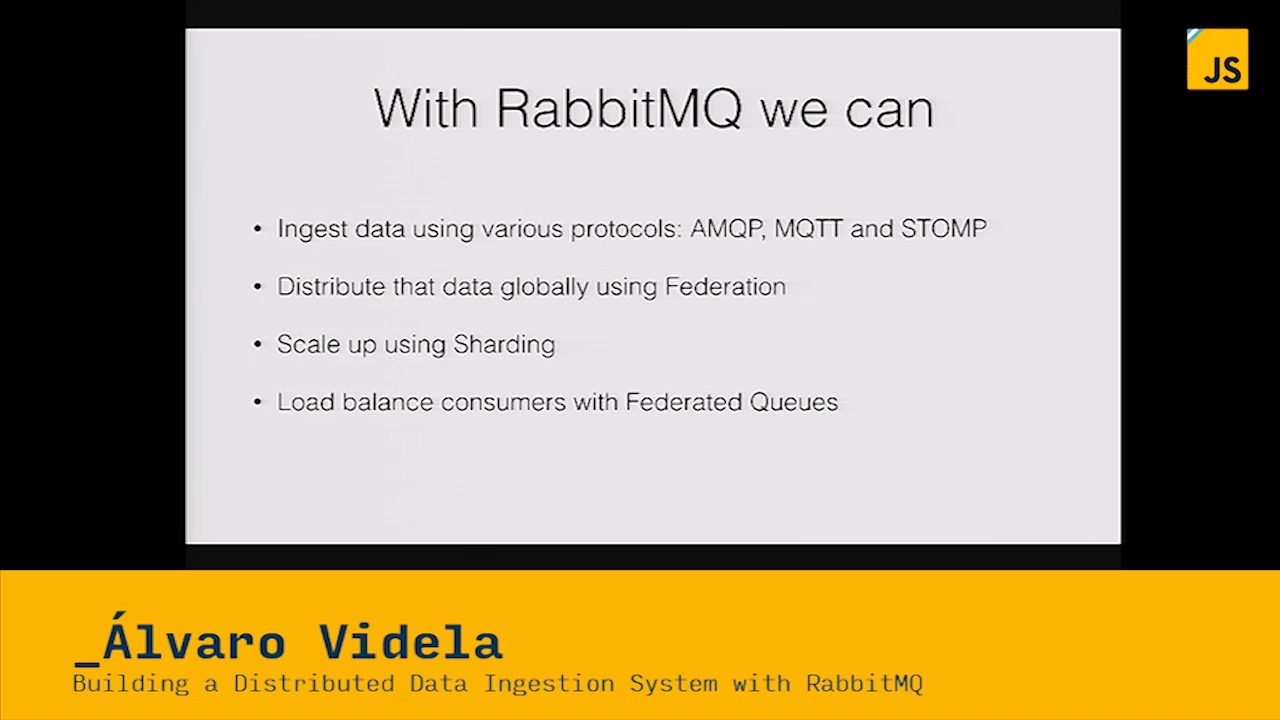 JS
With RabbitMQ we can
• Ingest data using various protocols: AMQP, MQTT and STOMP
• Distribute that data globally using Federation
• Scale up using Sharding
• Load balance consumers with Federated Queues
_Álvaro Videla
Building a Distributed Data Ingestion System with RabbitMQ